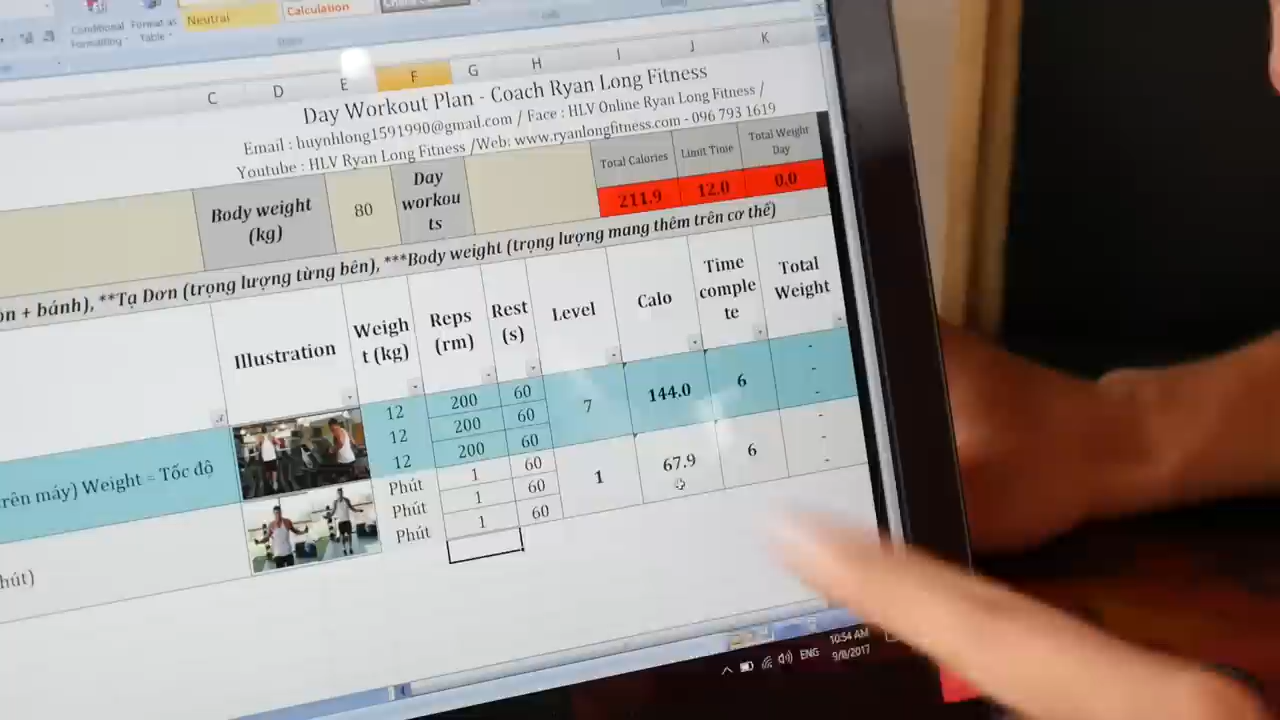 Neutral
Calculation
Conditional
Formatting
Format as
Table
C D E F G H I J K
Day Workout Plan - Coach Ryan Long Fitness
Email : huynhlong1591990@gmail.com / Face : HLV Online Ryan Long Fitness /
Youtube : HLV Ryan Long Fitness /Web: www.ryanlongfitness.com - 096 793 1619
Body weight (kg) 80 Day workou ts
Total Calories Limit Time Total Weight Day
211.9 12.0 0.0
+ bánh), **Tạ Đơn (trọng lượng từng bên), ***Body weight (trọng lượng mang thêm trên cơ thể)
Illustration Weigh t (kg) Reps (rm) Rest (s) Level Calo Time comple te Total Weight
12 200 60 -
12 200 60 7 144.0 6 -
12 200 60 -
máy) Weight = Tốc độ
Phút 1 60 -
Phút 1 60 1 67.9 6 -
Phút 1 60 -
ENG
10:54 AM
9/8/2017